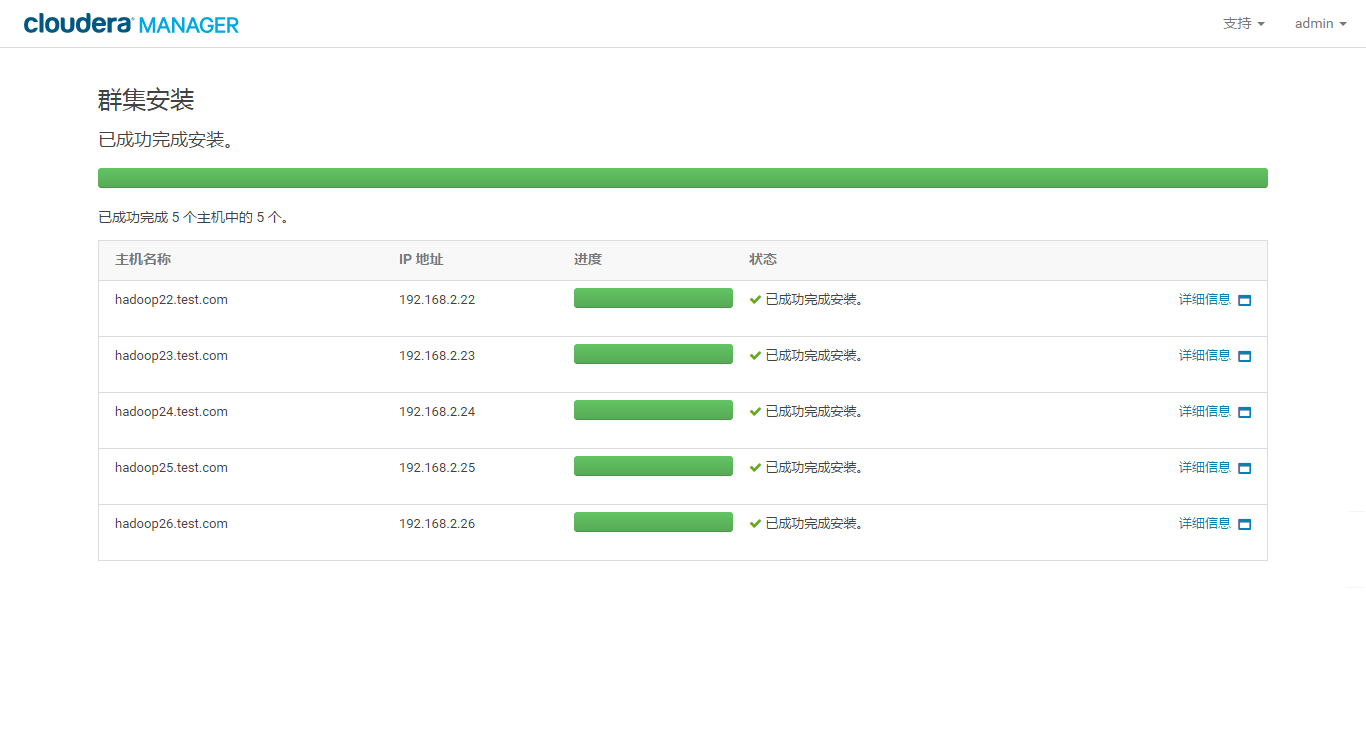 cloudera MANAGER 支持 admin
群集安装
已成功完成安装。
已成功完成 5 个主机中的 5 个。
主机名称 IP 地址 进度 状态
hadoop22.test.com 192.168.2.22 已成功完成安装。 详细信息
hadoop23.test.com 192.168.2.23 已成功完成安装。 详细信息
hadoop24.test.com 192.168.2.24 已成功完成安装。 详细信息
hadoop25.test.com 192.168.2.25 已成功完成安装。 详细信息
hadoop26.test.com 192.168.2.26 已成功完成安装。 详细信息